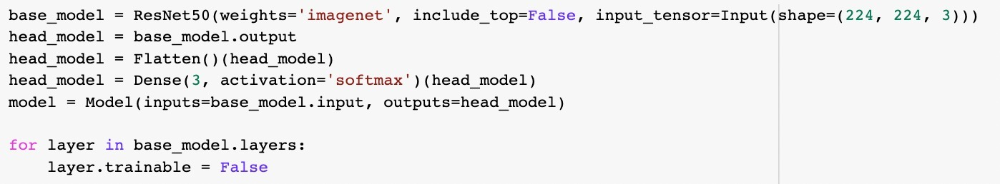 base_model = ResNet50(weights='imagenet', include_top=False, input_tensor=Input(shape=(224, 224, 3)))
head_model = base_model.output
head_model = Flatten()(head_model)
head_model = Dense(3, activation='softmax')(head_model)
model = Model(inputs=base_model.input, outputs=head_model)

for layer in base_model.layers:
    layer.trainable = False